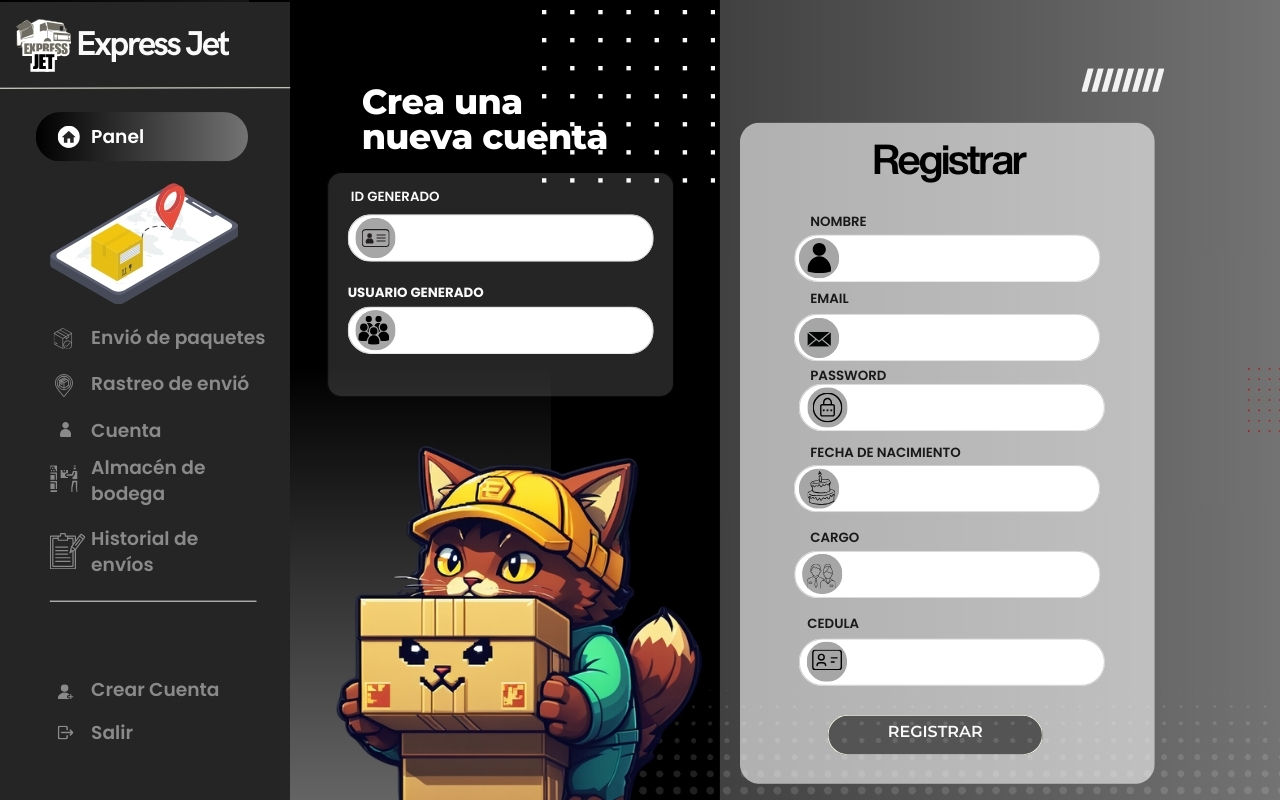 EXPRESS
JET
Express Jet
Panel
Envió de paquetes
Rastreo de envió
Cuenta
Almacén de
bodega
Historial de
envíos
Crear Cuenta
Salir
Crea una
nueva cuenta
ID GENERADO
USUARIO GENERADO
Registrar
NOMBRE
EMAIL
PASSWORD
FECHA DE NACIMIENTO
CARGO
CEDULA
REGISTRAR